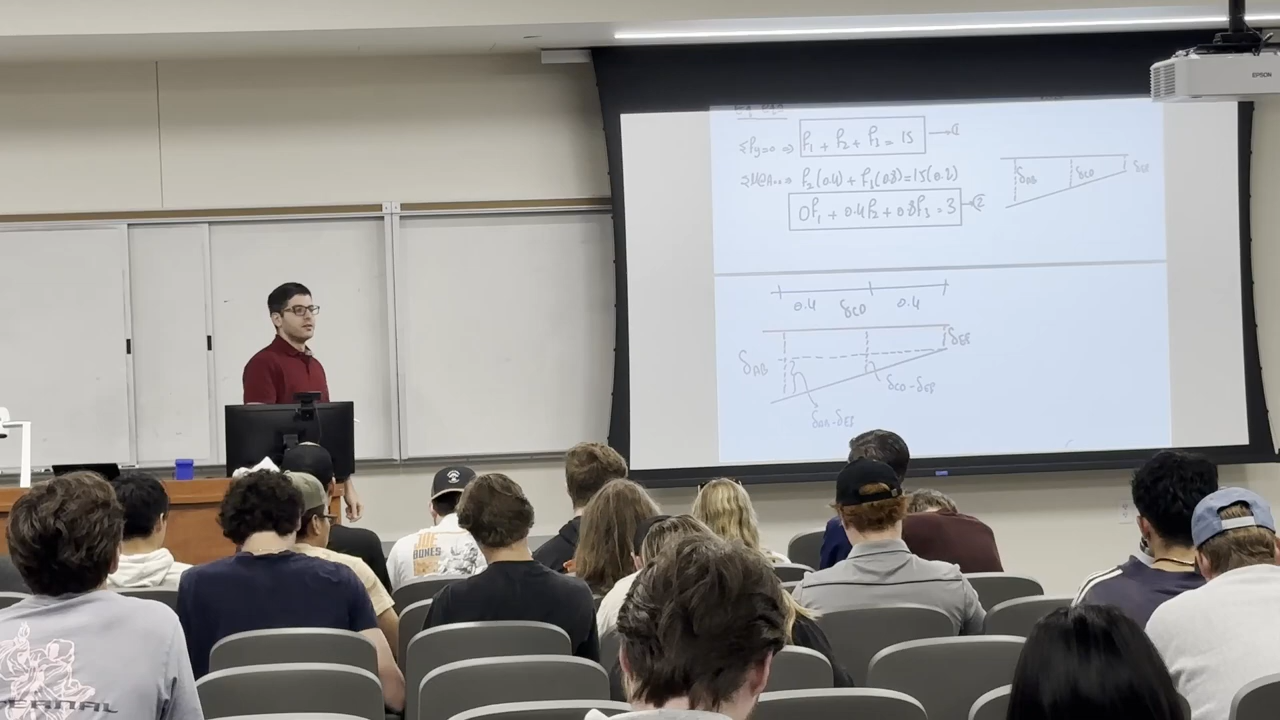 ΣFy=0 ⇒ F₁ + F₂ + F₃ = 15 → ①
ΣM@A=0 ⇒ F₂(0.4) + F₃(0.8) = 15(0.2)
0F₁ + 0.4F₂ + 0.8F₃ = 3 → ②
δAB δCD δEF
0.4 δCD 0.4
δEF
δAB
δCD - δEF
δAB - δEF
EPSON
JOE
BONES
ERNAL